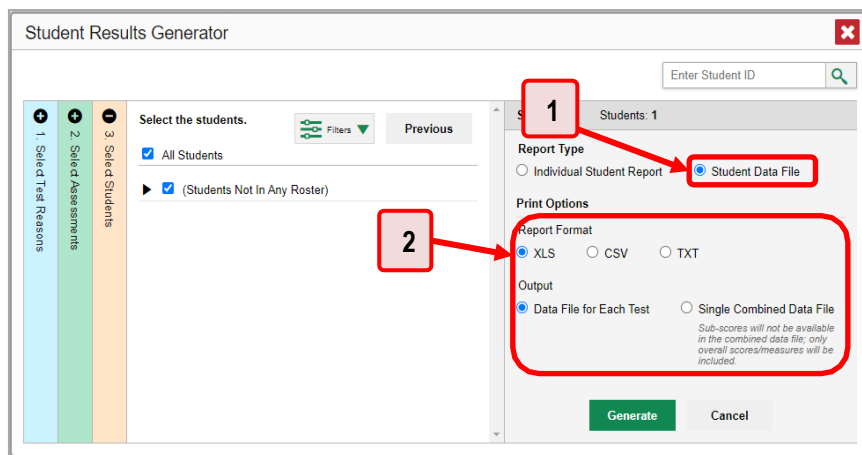 Student Results Generator
Enter Student ID
1. Select Test Reasons
2. Select Assessments
3. Select Students
Select the students.
Filters
Previous
All Students
(Students Not In Any Roster)
1
S
Students: 1
Report Type
Individual Student Report
Student Data File
Print Options
2
Report Format
XLS
CSV
TXT
Output
Data File for Each Test
Single Combined Data File
Sub-scores will not be available
in the combined data file; only
overall scores/measures will be
included.
Generate
Cancel